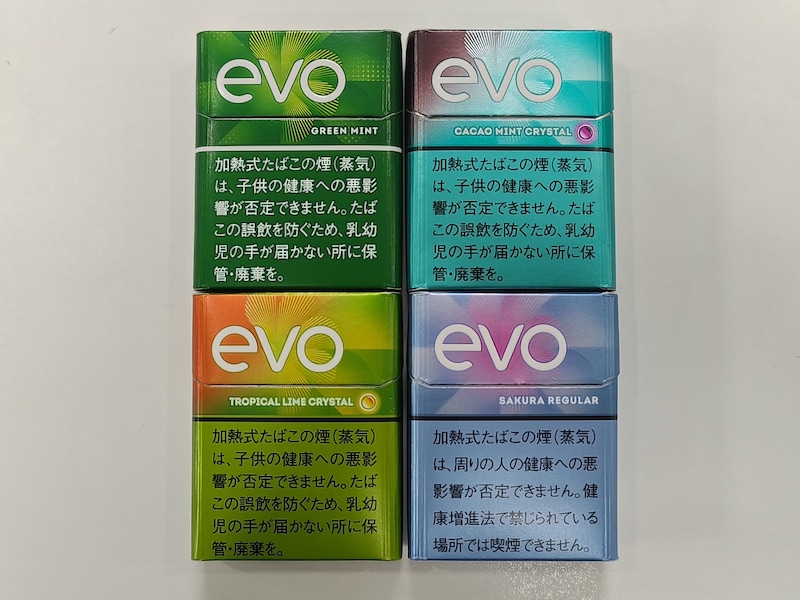 evo
GREEN MINT
加熱式たばこの煙(蒸気)
は、子供の健康への悪影
響が否定できません。たば
この誤飲を防ぐため、乳幼
児の手が届かない所に保
管・廃棄を。
evo
CACAO MINT CRYSTAL
加熱式たばこの煙(蒸気)
は、子供の健康への悪影
響が否定できません。たば
この誤飲を防ぐため、乳幼
児の手が届かない所に保
管・廃棄を。
evo
TROPICAL LIME CRYSTAL
加熱式たばこの煙(蒸気)
は、子供の健康への悪影
響が否定できません。たば
この誤飲を防ぐため、乳幼
児の手が届かない所に保
管・廃棄を。
evo
SAKURA REGULAR
加熱式たばこの煙(蒸気)
は、周りの人の健康への悪
影響が否定できません。健
康増進法で禁じられている
場所では喫煙できません。